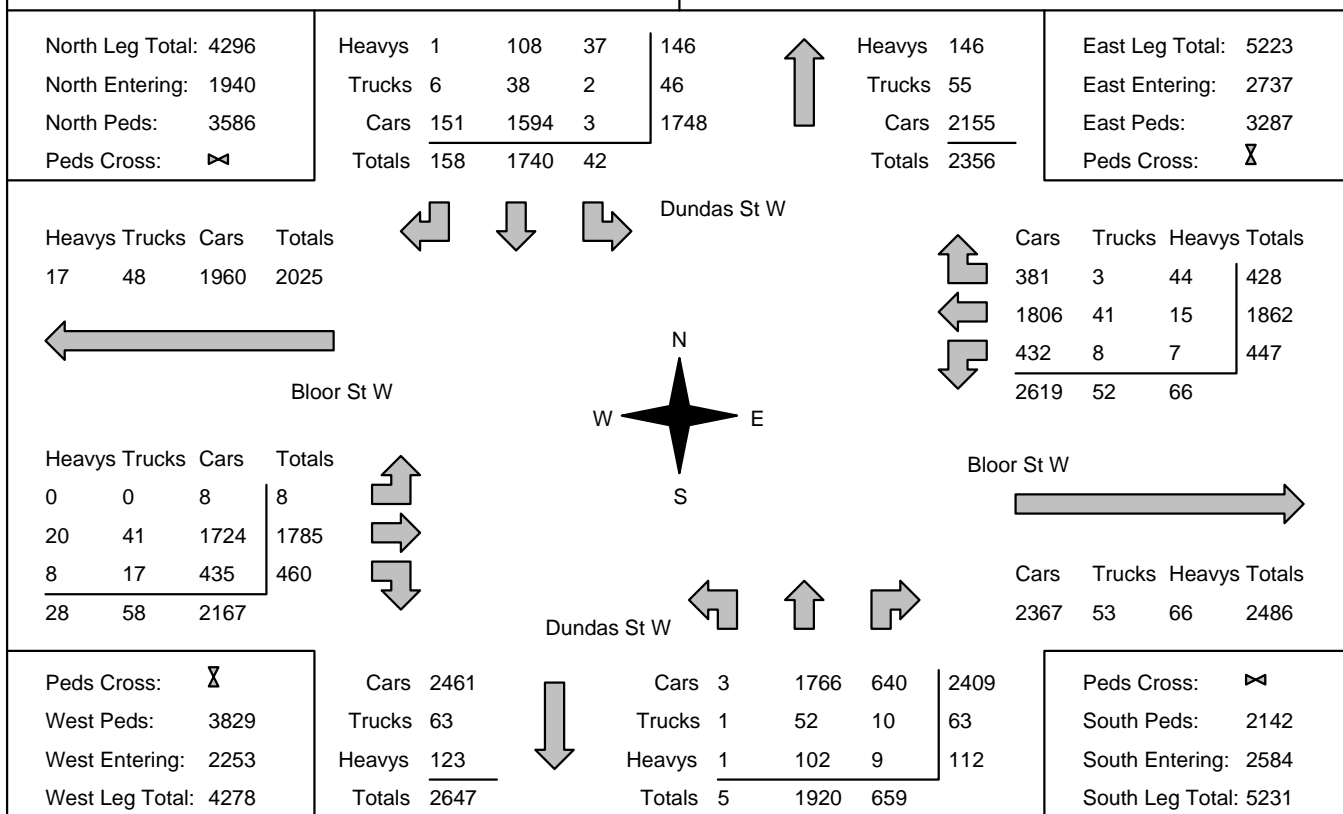 North Leg Total: 4296
North Entering: 1940
North Peds: 3586
Peds Cross:
Heavys 1 108 37 146
Trucks 6 38 2 46
Cars 151 1594 3 1748
Totals 158 1740 42
Heavys 146
Trucks 55
Cars 2155
Totals 2356
East Leg Total: 5223
East Entering: 2737
East Peds: 3287
Peds Cross:
Dundas St W
Heavys Trucks Cars Totals
17 48 1960 2025
Cars Trucks Heavys Totals
381 3 44 428
1806 41 15 1862
432 8 7 447
2619 52 66
Bloor St W
N
W E
S
Heavys Trucks Cars Totals
0 0 8 8
20 41 1724 1785
8 17 435 460
28 58 2167
Bloor St W
Cars Trucks Heavys Totals
2367 53 66 2486
Dundas St W
Peds Cross:
West Peds: 3829
West Entering: 2253
West Leg Total: 4278
Cars 2461
Trucks 63
Heavys 123
Totals 2647
Cars 3 1766 640 2409
Trucks 1 52 10 63
Heavys 1 102 9 112
Totals 5 1920 659
Peds Cross:
South Peds: 2142
South Entering: 2584
South Leg Total: 5231